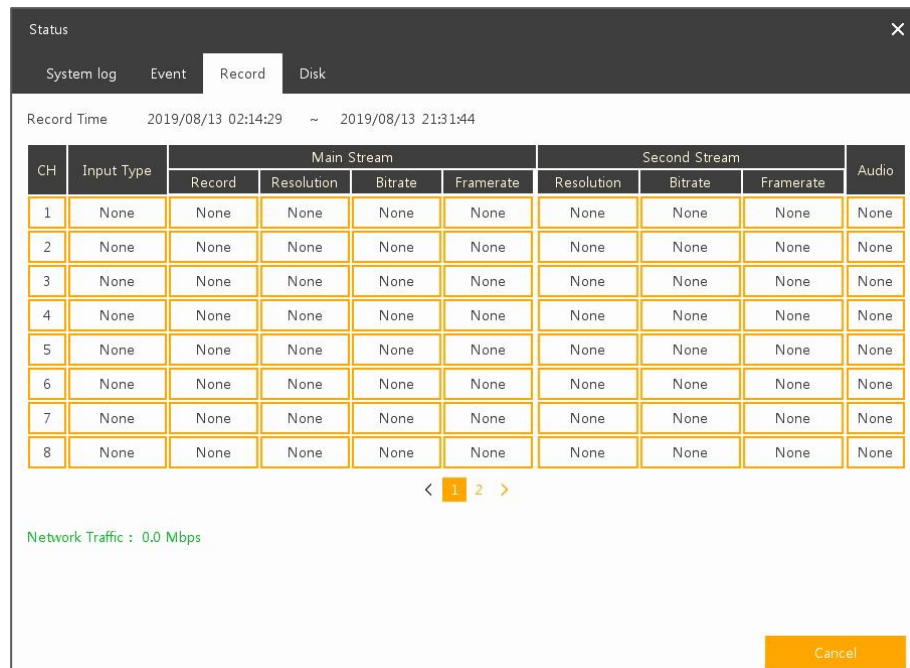 Status
System log Event Record Disk
Record Time 2019/08/13 02:14:29 ~ 2019/08/13 21:31:44
CH Input Type Main Stream Second Stream Audio
Record Resolution Bitrate Framerate Resolution Bitrate Framerate
1 None None None None None None None None None
2 None None None None None None None None None
3 None None None None None None None None None
4 None None None None None None None None None
5 None None None None None None None None None
6 None None None None None None None None None
7 None None None None None None None None None
8 None None None None None None None None None
< 1 2 >
Network Traffic : 0.0 Mbps
Cancel